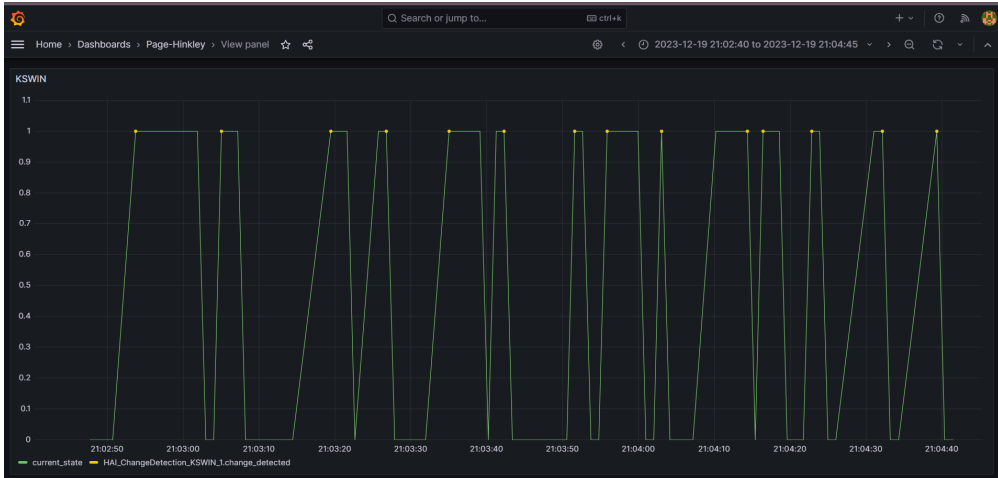 Search or jump to...
ctrl+k
Home › Dashboards › Page-Hinkley › View panel
2023-12-19 21:02:40 to 2023-12-19 21:04:45
KSWIN
1.1
1
0.9
0.8
0.7
0.6
0.5
0.4
0.3
0.2
0.1
0
21:02:50 21:03:00 21:03:10 21:03:20 21:03:30 21:03:40 21:03:50 21:04:00 21:04:10 21:04:20 21:04:30 21:04:40
current_state HAI_ChangeDetection_KSWIN_1.change_detected